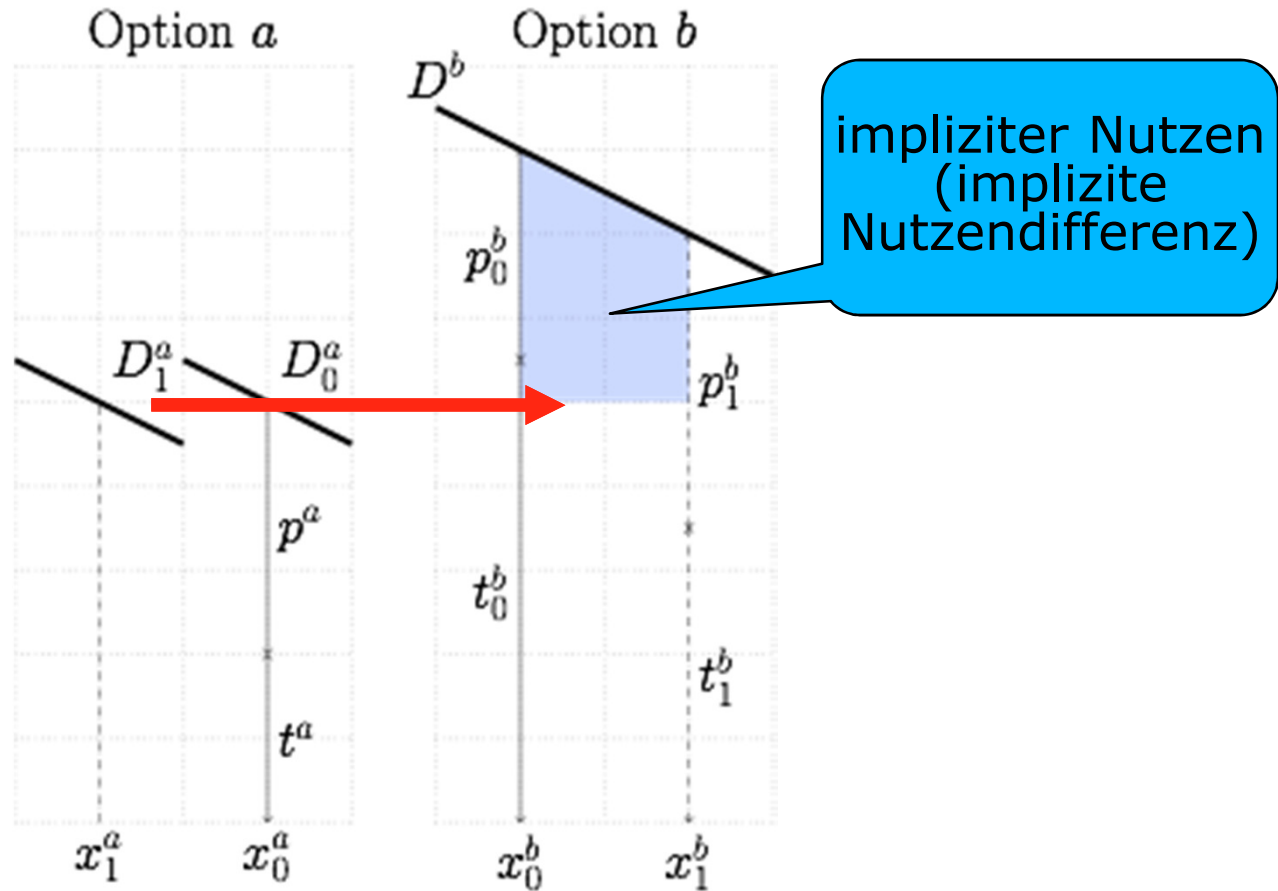 Option a
Option b
D^b
impliziter Nutzen
(implizite
Nutzendifferenz)
p_0^b
D_1^a
D_0^a
p_1^b
p^a
t_0^b
t_1^b
t^a
x_1^a
x_0^a
x_0^b
x_1^b